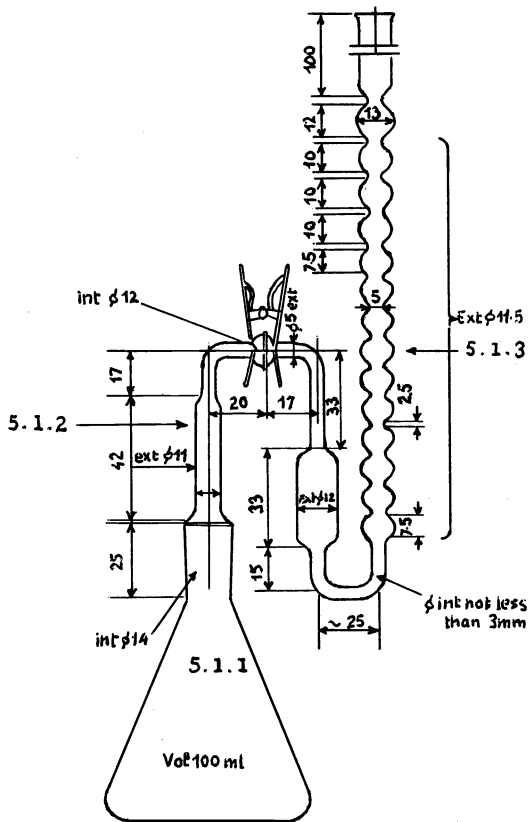 100
12
13
10
10
10
7.5
int ϕ12
ϕ5 ext
5
Ext ϕ11.5
5.1.3
17
20
17
33
2.5
5.1.2
42
ext ϕ11
33
Ext ϕ12
7.5
25
15
ϕ int not less
than 3mm
~ 25
int ϕ14
5.1.1
Vol 100 ml